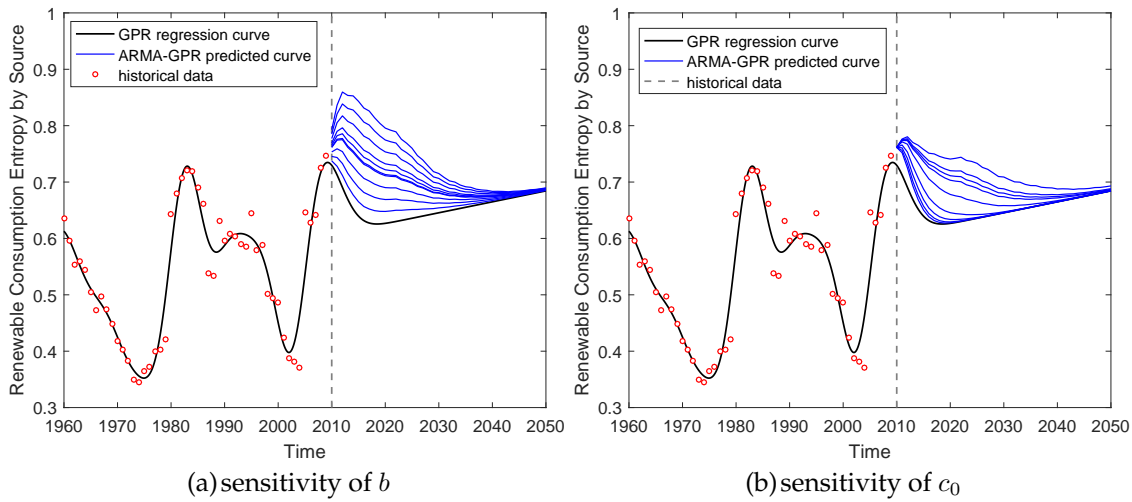 1
0.9
0.8
0.7
0.6
0.5
0.4
0.3
Renewable Consumption Entropy by Source
GPR regression curve
ARMA-GPR predicted curve
historical data
1960 1970 1980 1990 2000 2010 2020 2030 2040 2050
Time
(a) sensitivity of b
1
0.9
0.8
0.7
0.6
0.5
0.4
0.3
Renewable Consumption Entropy by Source
GPR regression curve
ARMA-GPR predicted curve
historical data
1960 1970 1980 1990 2000 2010 2020 2030 2040 2050
Time
(b) sensitivity of c₀